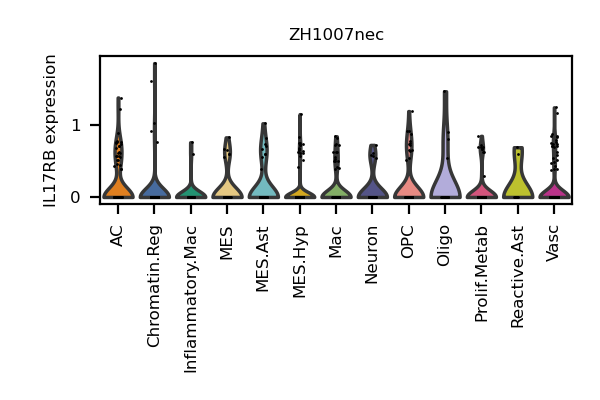 ZH1007nec
IL17RB expression
1
0
AC
Chromatin.Reg
Inflammatory.Mac
MES
MES.Ast
MES.Hyp
Mac
Neuron
OPC
Oligo
Prolif.Metab
Reactive.Ast
Vasc